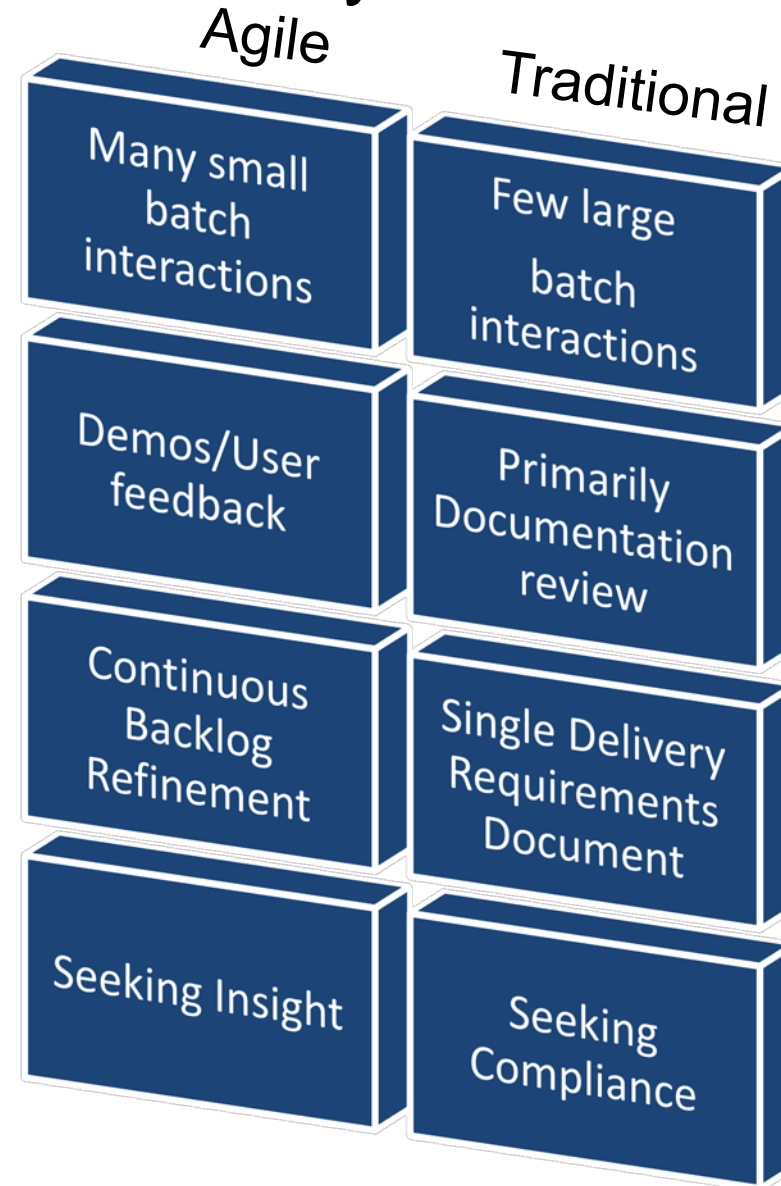 Agile
Traditional
Many small
batch
interactions
Few large
batch
interactions
Demos/User
feedback
Primarily
Documentation
review
Continuous
Backlog
Refinement
Single Delivery
Requirements
Document
Seeking Insight
Seeking
Compliance